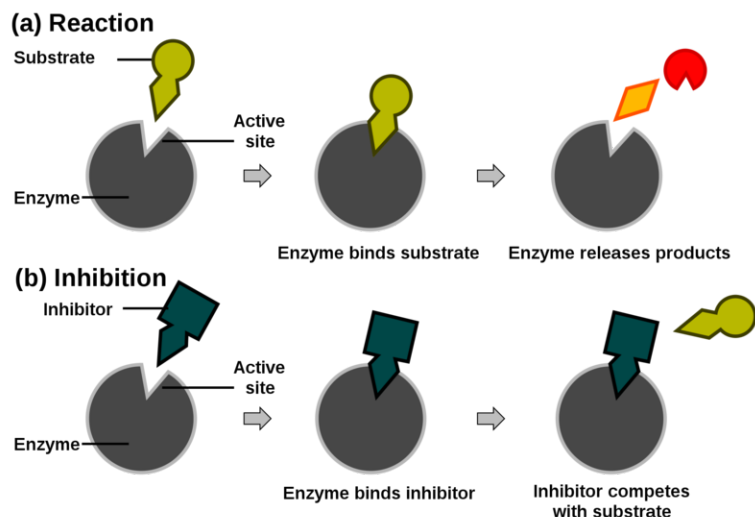 (a) Reaction
Substrate
Active
site
Enzyme
Enzyme binds substrate
Enzyme releases products
(b) Inhibition
Inhibitor
Active
site
Enzyme
Enzyme binds inhibitor
Inhibitor competes
with substrate